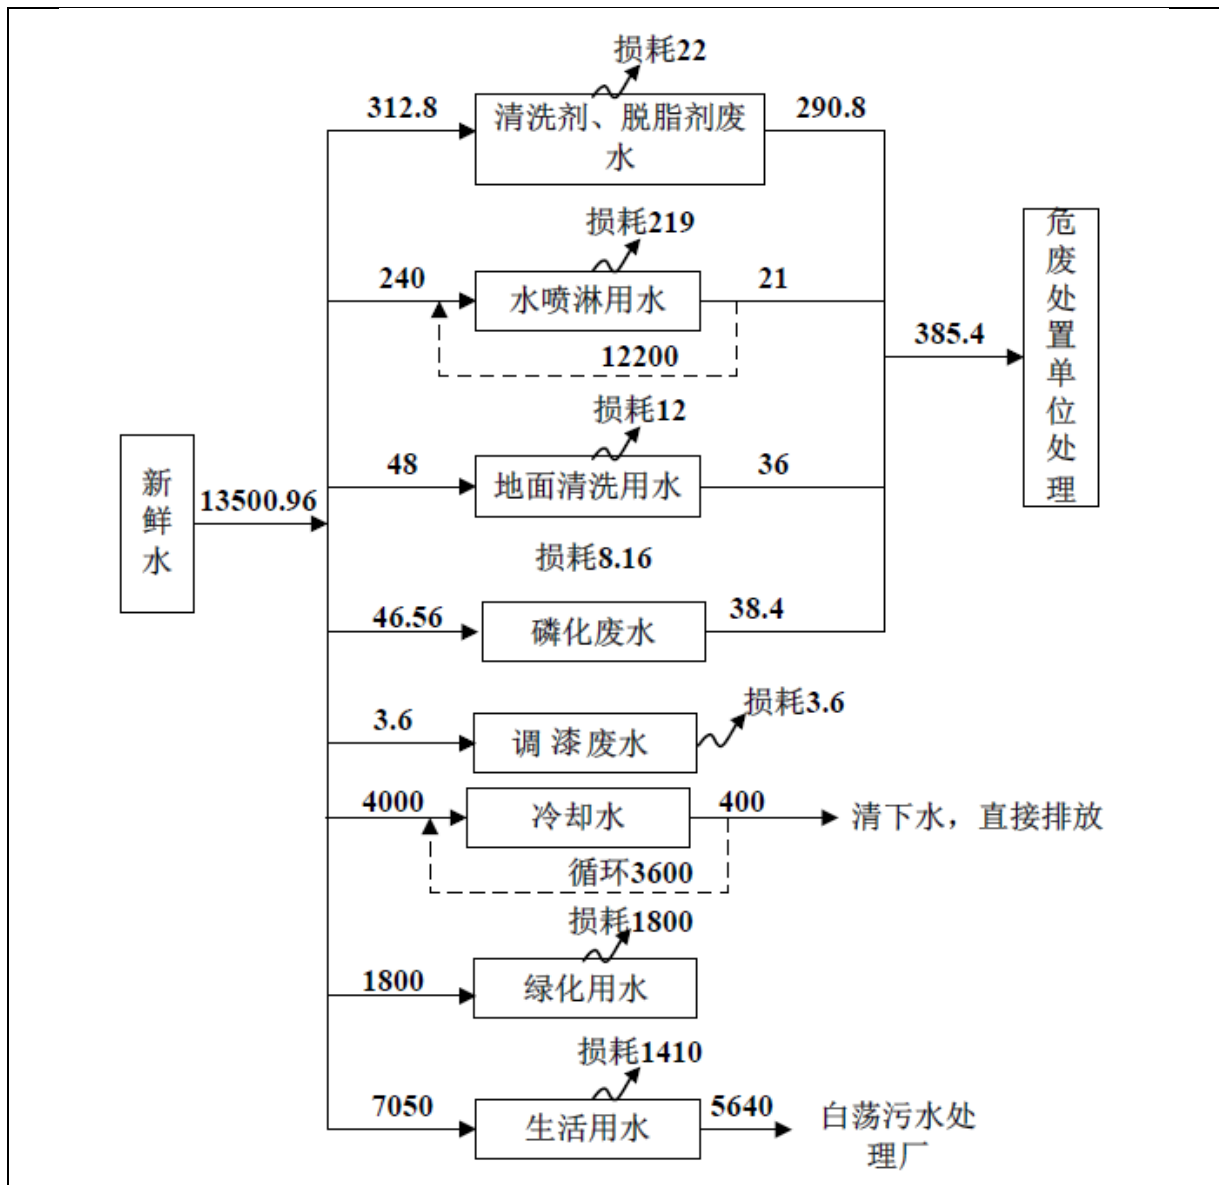 损耗22
312.8
清洗剂、脱脂剂废
水
290.8
损耗219
240
水喷淋用水
21
12200
损耗12
48
地面清洗用水
36
385.4
危
废
处
置
单
位
处
理
新
鲜
水
13500.96
损耗8.16
46.56
磷化废水
38.4
损耗3.6
3.6
调 漆 废水
4000
冷却水
400
清下水，直接排放
循环3600
损耗1800
1800
绿化用水
损耗1410
7050
生活用水
5640
白荡污水处
理厂